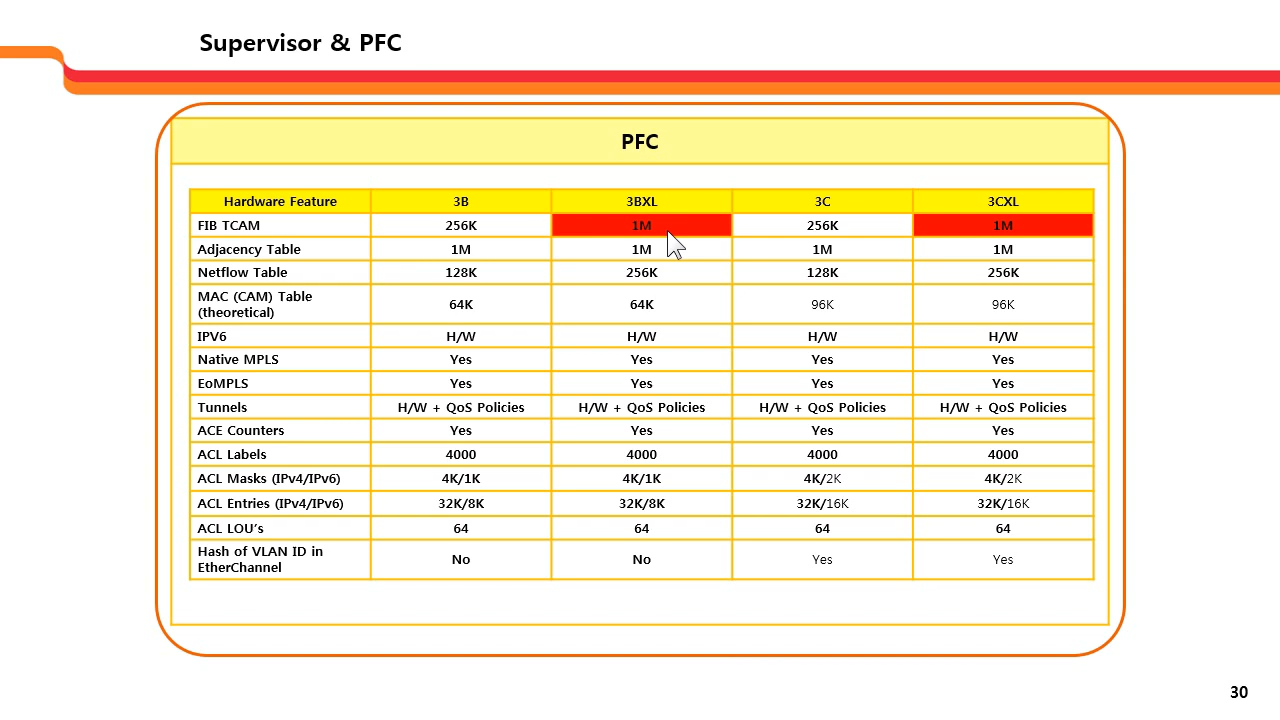 Supervisor & PFC
PFC
Hardware Feature 3B 3BXL 3C 3CXL
FIB TCAM 256K 1M 256K 1M
Adjacency Table 1M 1M 1M 1M
Netflow Table 128K 256K 128K 256K
MAC (CAM) Table
(theoretical) 64K 64K 96K 96K
IPV6 H/W H/W H/W H/W
Native MPLS Yes Yes Yes Yes
EoMPLS Yes Yes Yes Yes
Tunnels H/W + QoS Policies H/W + QoS Policies H/W + QoS Policies H/W + QoS Policies
ACE Counters Yes Yes Yes Yes
ACL Labels 4000 4000 4000 4000
ACL Masks (IPv4/IPv6) 4K/1K 4K/1K 4K/2K 4K/2K
ACL Entries (IPv4/IPv6) 32K/8K 32K/8K 32K/16K 32K/16K
ACL LOU's 64 64 64 64
Hash of VLAN ID in
EtherChannel No No Yes Yes
30